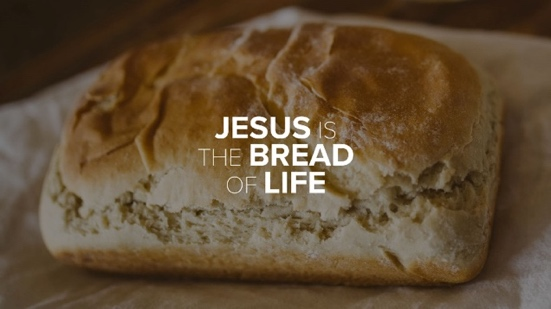 JESUS IS
THE BREAD
OF LIFE